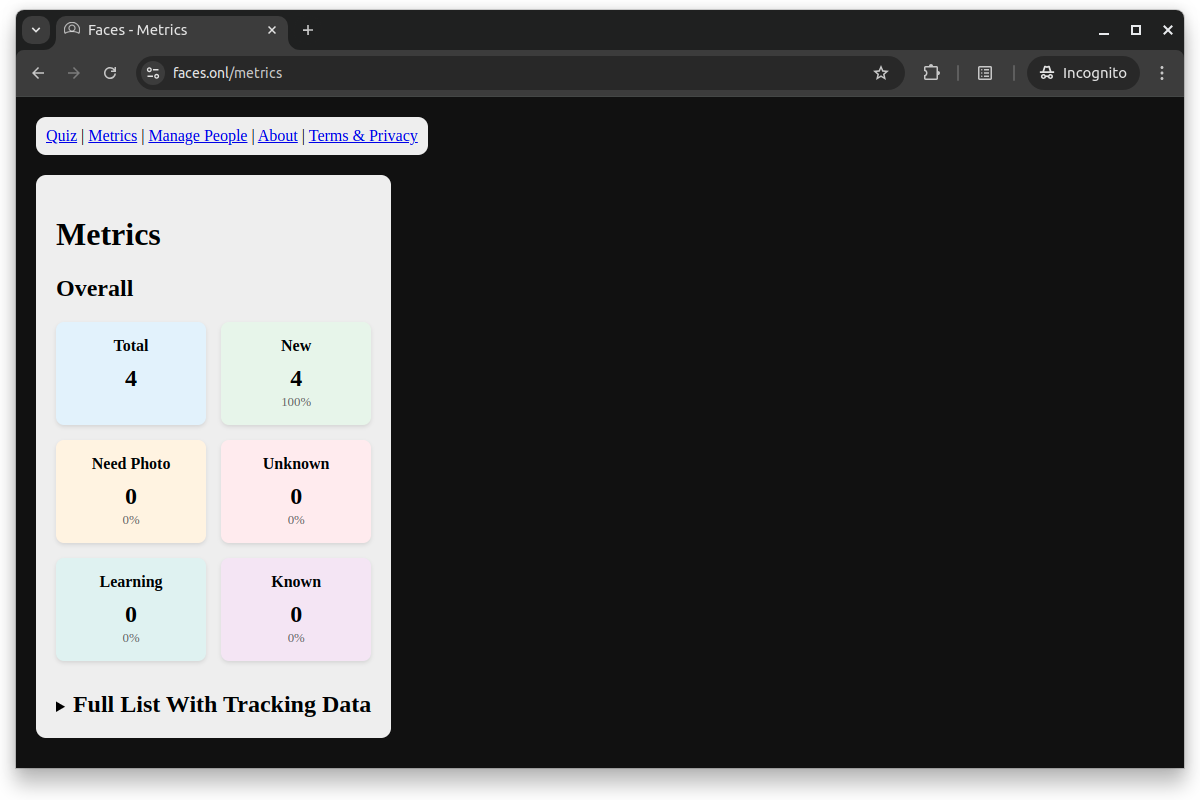 Faces - Metrics
faces.onl/metrics
Incognito
Quiz | Metrics | Manage People | About | Terms & Privacy
Metrics
Overall
Total
4
New
4
100%
Need Photo
0
0%
Unknown
0
0%
Learning
0
0%
Known
0
0%
Full List With Tracking Data